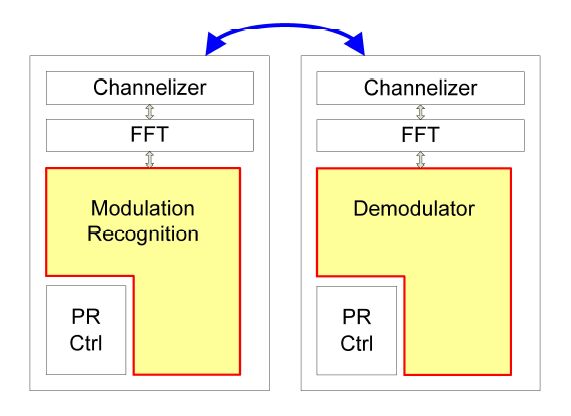 Channelizer
FFT
Modulation
Recognition
PR
Ctrl
Channelizer
FFT
Demodulator
PR
Ctrl